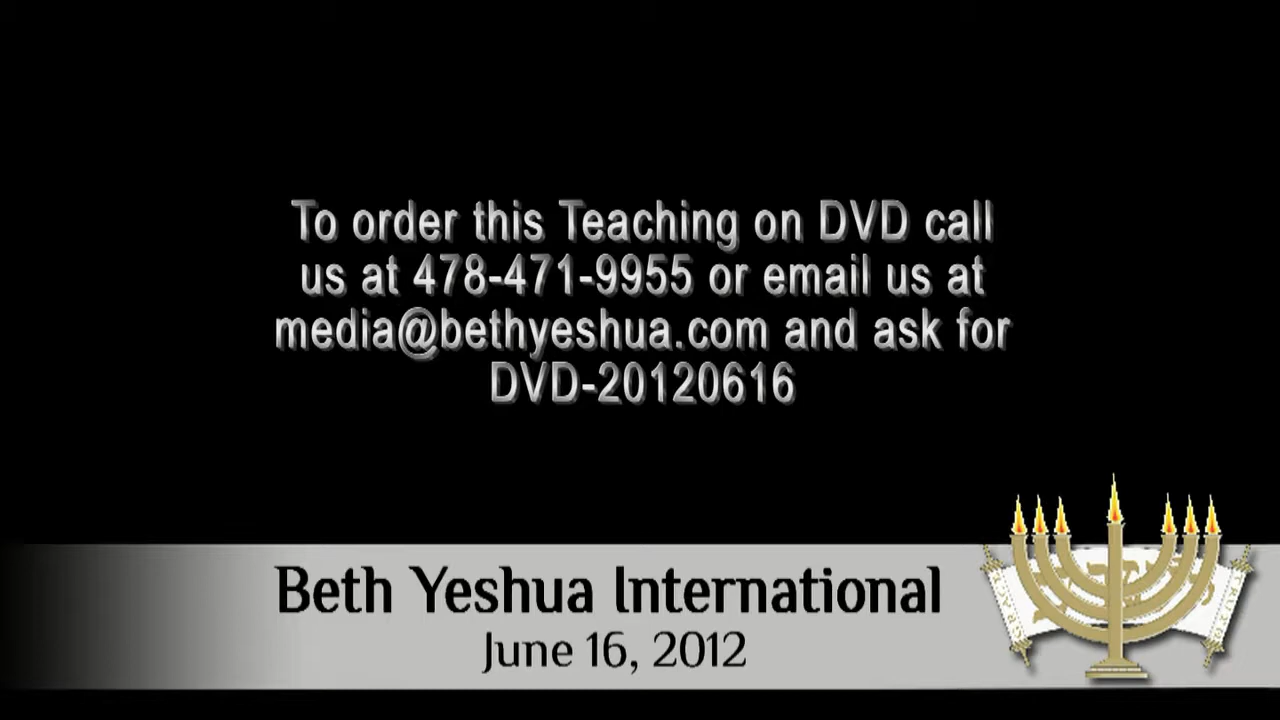 To order this Teaching on DVD call
us at 478-471-9955 or email us at
media@bethyeshua.com and ask for
DVD-20120616
Beth Yeshua International
June 16, 2012